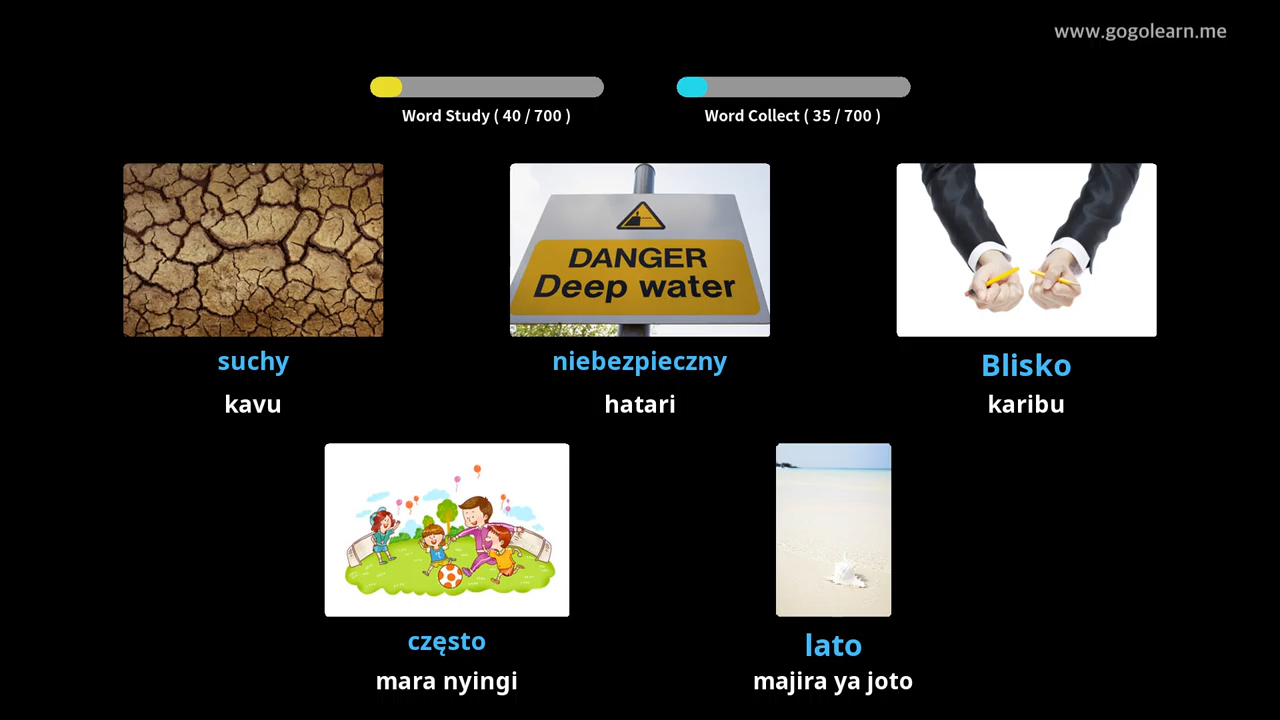 www.gogolearn.me
Word Study ( 40 / 700 )
Word Collect ( 35 / 700 )
DANGER
Deep water
suchy
niebezpieczny
Blisko
kavu
hatari
karibu
często
lato
mara nyingi
majira ya joto